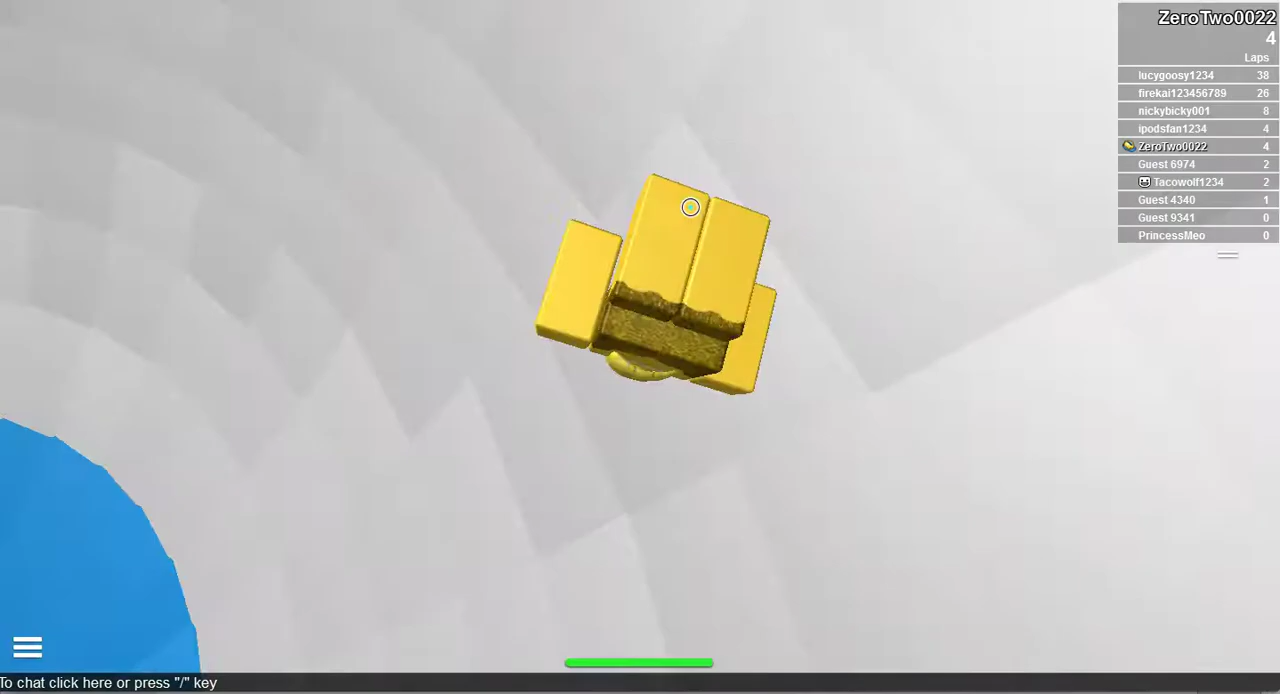 ZeroTwo0022
4
Laps
lucygoosy1234 38
firekai123456789 26
nickybicky001 8
ipodsfan1234 4
ZeroTwo0022 4
Guest 6974 2
Tacowolf1234 2
Guest 4340 1
Guest 9341 0
PrincessMeo 0
To chat click here or press "/" key